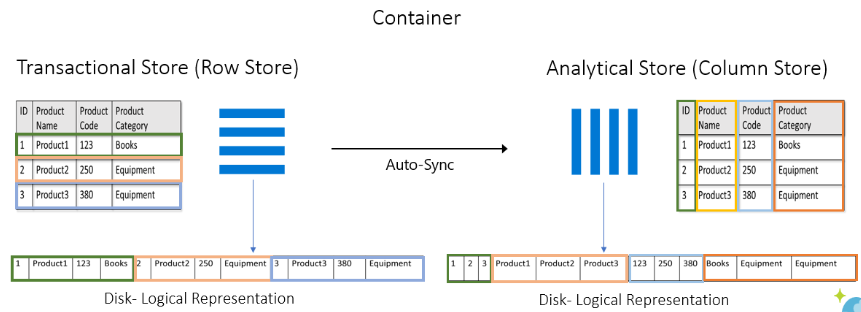 Container
Transactional Store (Row Store)
Analytical Store (Column Store)
ID Product Name Product Code Product Category
1 Product1 123 Books
2 Product2 250 Equipment
3 Product3 380 Equipment
Auto-Sync
ID Product Name Product Code Product Category
1 Product1 123 Books
2 Product2 250 Equipment
3 Product3 380 Equipment
1 Product1 123 Books 2 Product2 250 Equipment 3 Product3 380 Equipment
1 2 3 Product1 Product2 Product3 123 250 380 Books Equipment Equipment
Disk- Logical Representation
Disk- Logical Representation